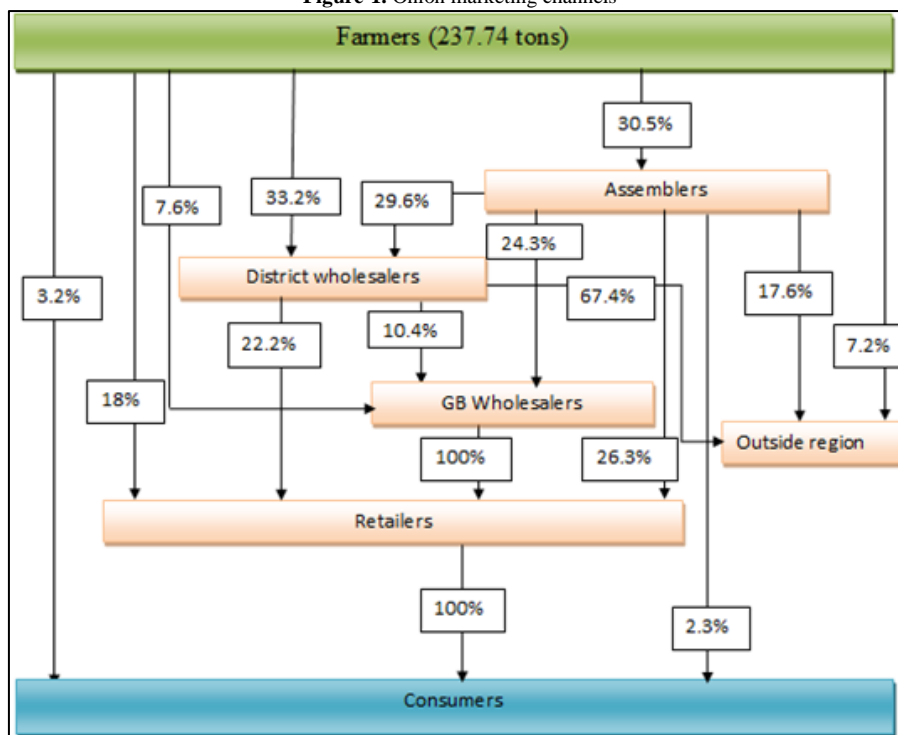 Figure 1. Onion marketing channels
Farmers (237.74 tons)
30.5%
Assemblers
7.6%
33.2%
29.6%
24.3%
District wholesalers
3.2%
67.4%
17.6%
22.2%
10.4%
7.2%
18%
GB Wholesalers
Outside region
100%
26.3%
Retailers
100%
2.3%
Consumers